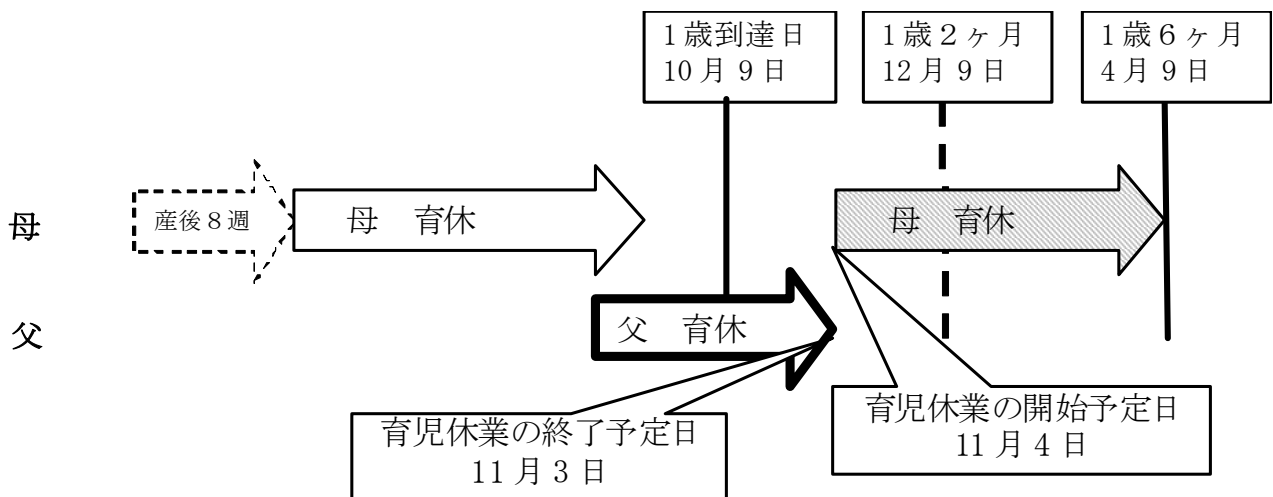 1歳到達日
10月9日
1歳2ヶ月
12月9日
1歳6ヶ月
4月9日
母
産後8週
母 育休
母 育休
父
父 育休
育児休業の終了予定日
11月3日
育児休業の開始予定日
11月4日